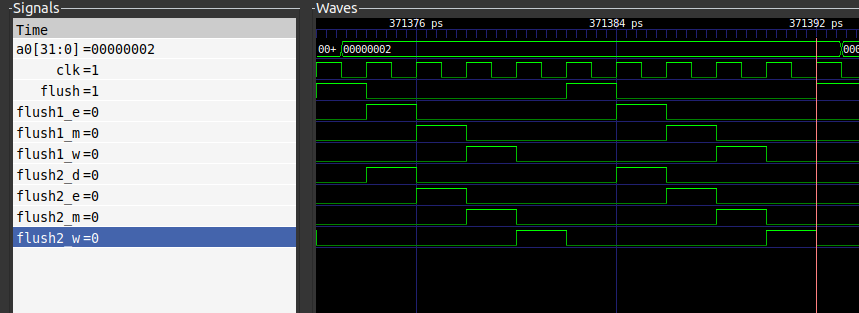 Signals
Waves
Time
371376 ps 371384 ps 371392 ps
a0[31:0] =00000002
00+ 00000002 000
clk=1
flush=1
flush1_e=0
flush1_m=0
flush1_w=0
flush2_d=0
flush2_e=0
flush2_m=0
flush2_w=0